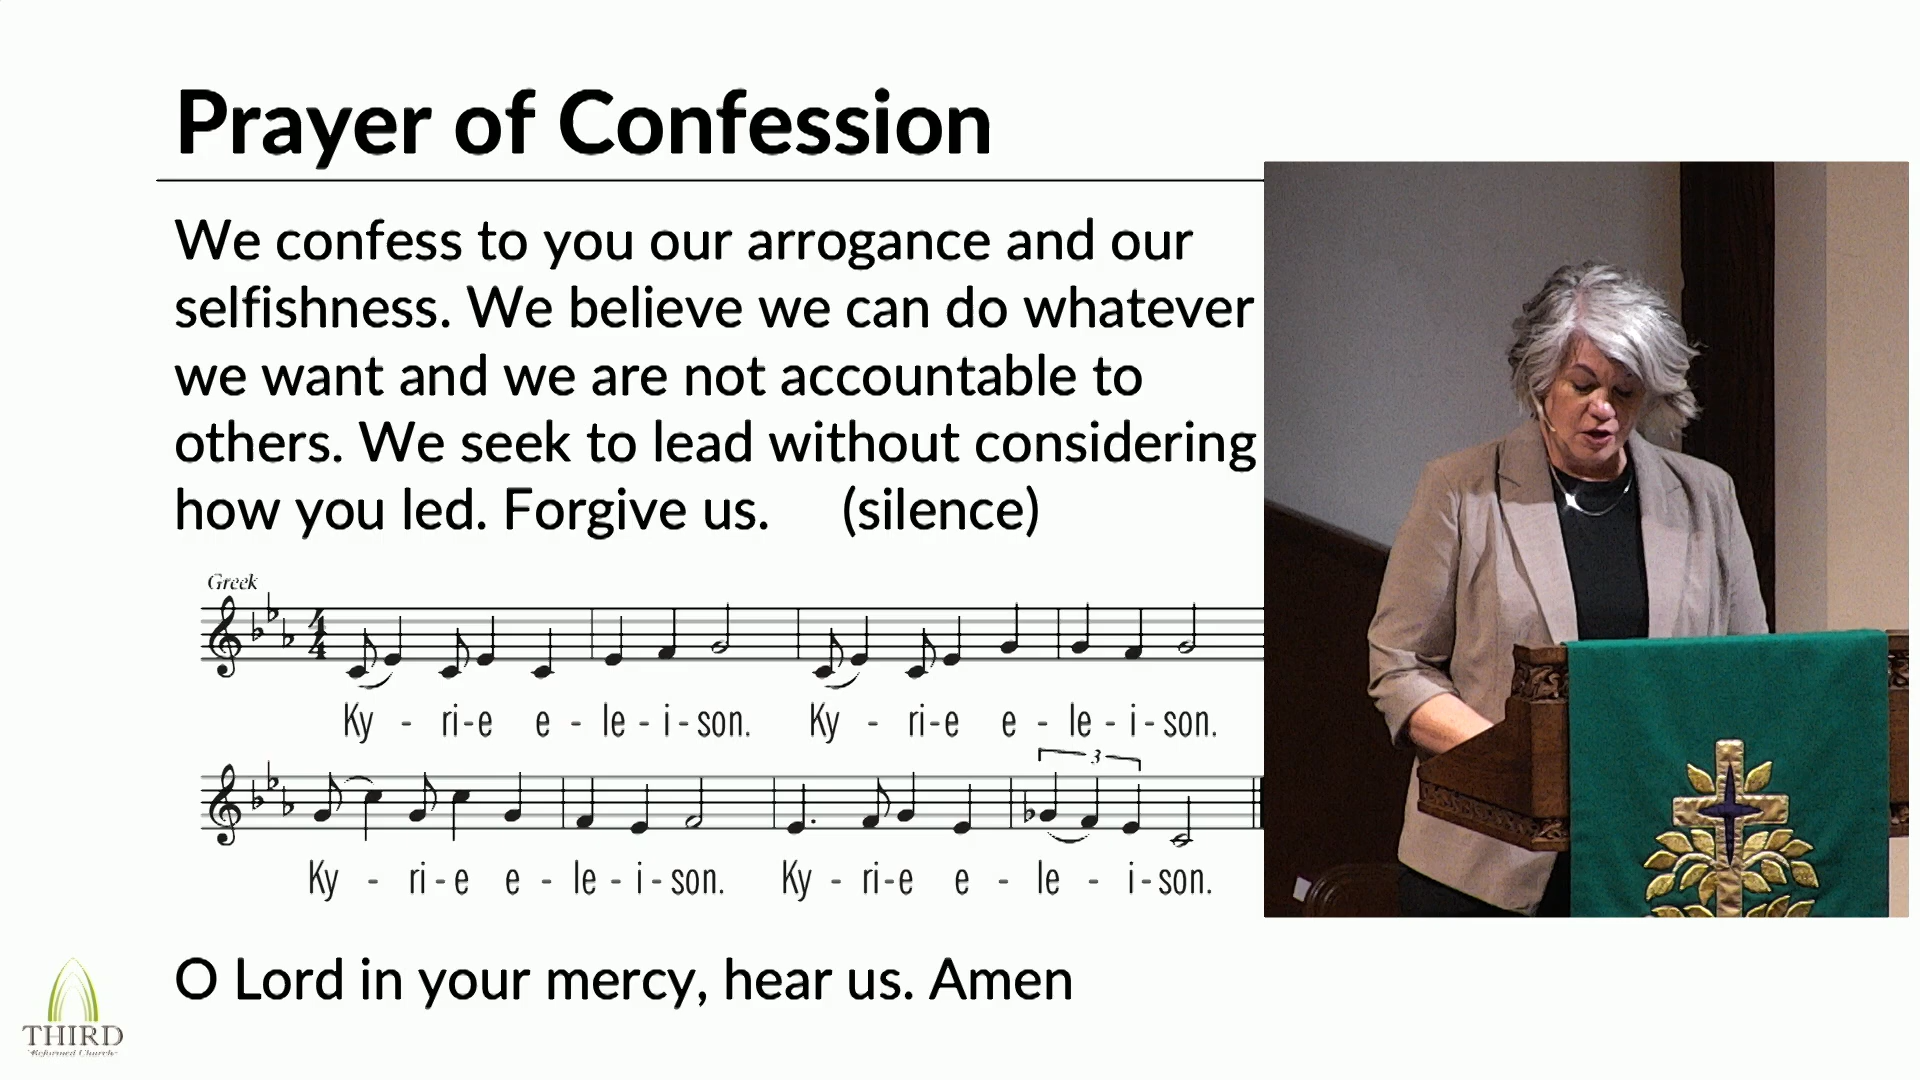 Prayer of Confession
We confess to you our arrogance and our
selfishness. We believe we can do whatever
we want and we are not accountable to
others. We seek to lead without considering
how you led. Forgive us. (silence)
Greek
Ky - ri-e e - le - i - son. Ky - ri-e e - le - i - son.
3
Ky - ri-e e - le - i - son. Ky - ri-e e - le - i - son.
O Lord in your mercy, hear us. Amen
THIRD
Reformed Church